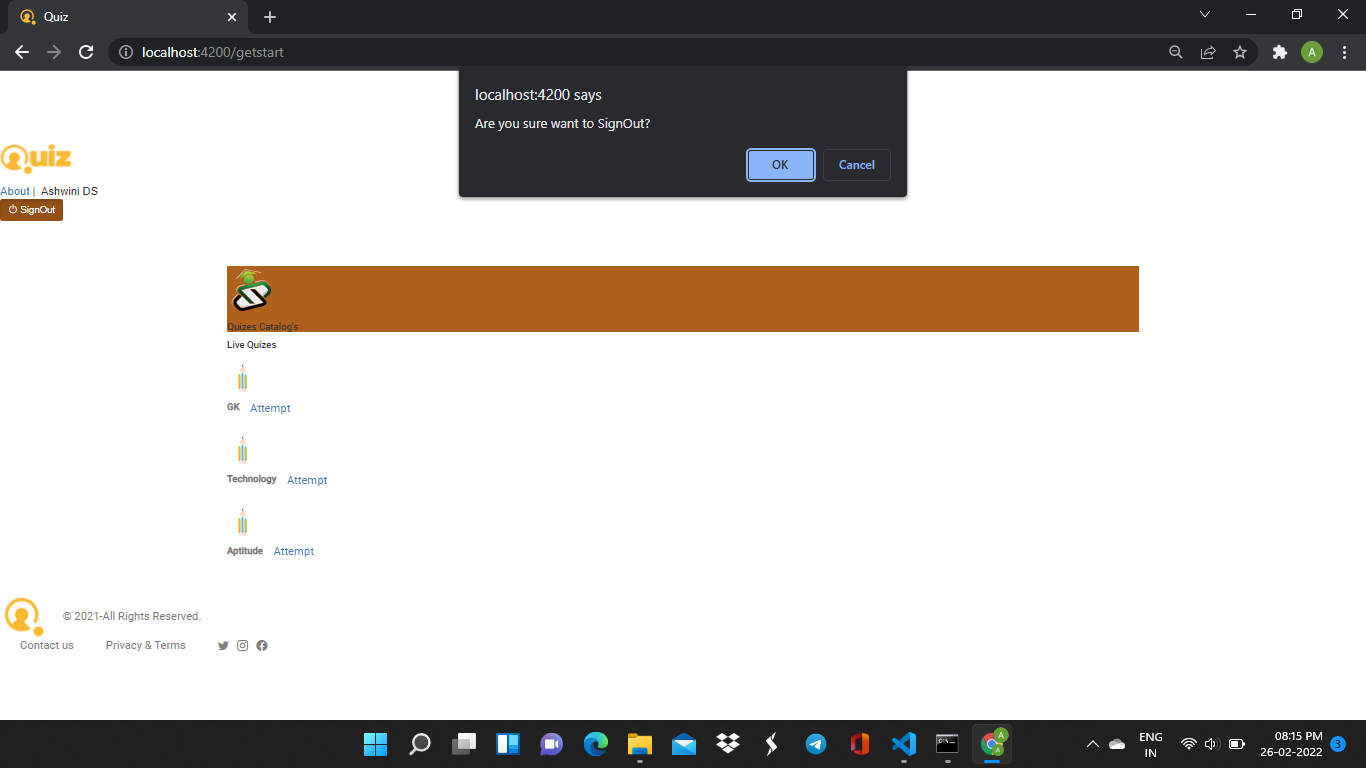 Quiz
localhost:4200/getstart
A
localhost:4200 says
Are you sure want to SignOut?
OK
Cancel
Quiz
About | Ashwini DS
SignOut
Quizes Catalog's
Live Quizes
GK Attempt
Technology Attempt
Aptitude Attempt
© 2021-All Rights Reserved.
Contact us Privacy & Terms
A
A
ENG
IN
08:15 PM
26-02-2022
3